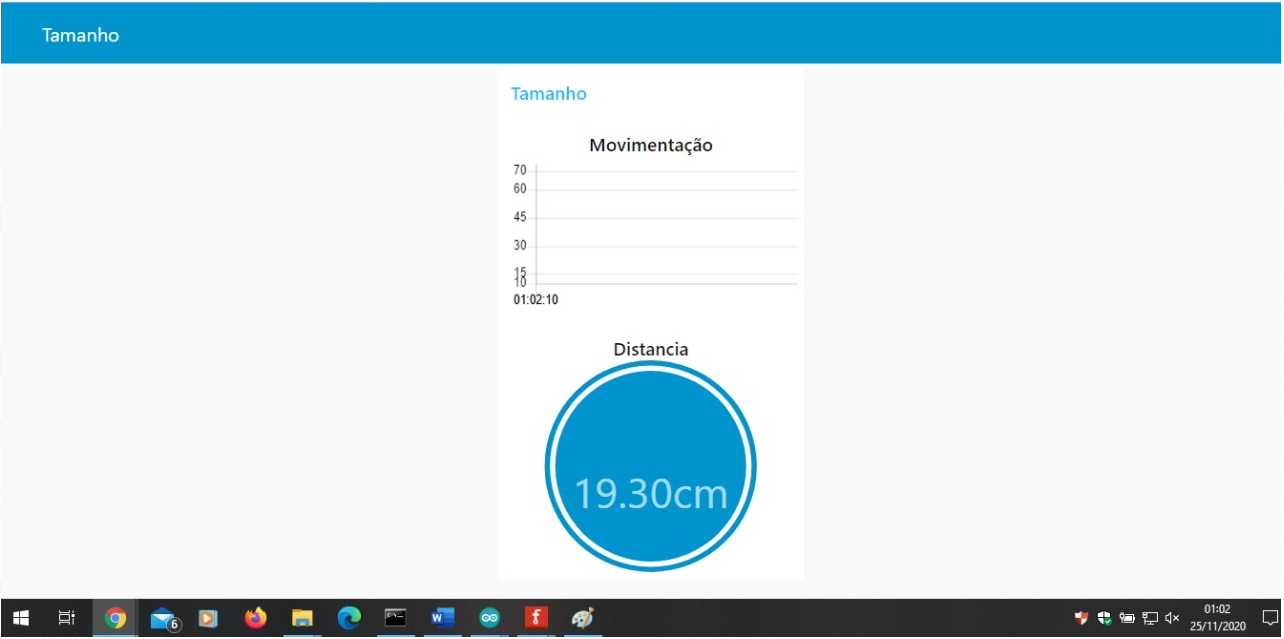 Tamanho
Tamanho
Movimentação
70
60
45
30
15
10
01:02:10
Distancia
19.30cm
6
W
f
01:02
25/11/2020